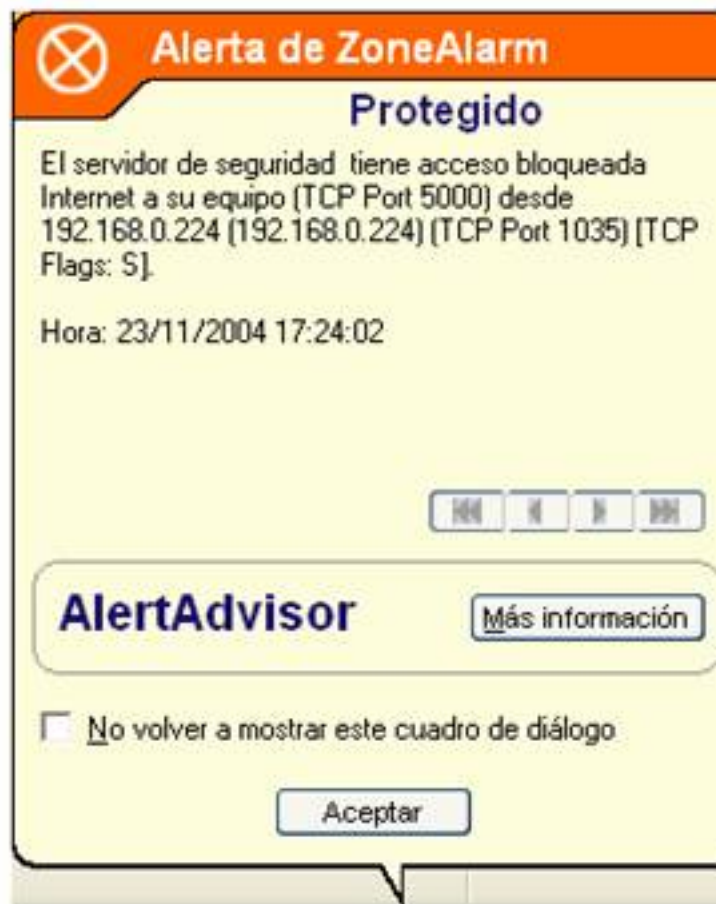 Alerta de ZoneAlarm
Protegido
El servidor de seguridad tiene acceso bloqueada
Internet a su equipo (TCP Port 5000) desde
192.168.0.224 (192.168.0.224) (TCP Port 1035) [TCP
Flags: S].
Hora: 23/11/2004 17:24:02
AlertAdvisor
Más información
No volver a mostrar este cuadro de diálogo
Aceptar